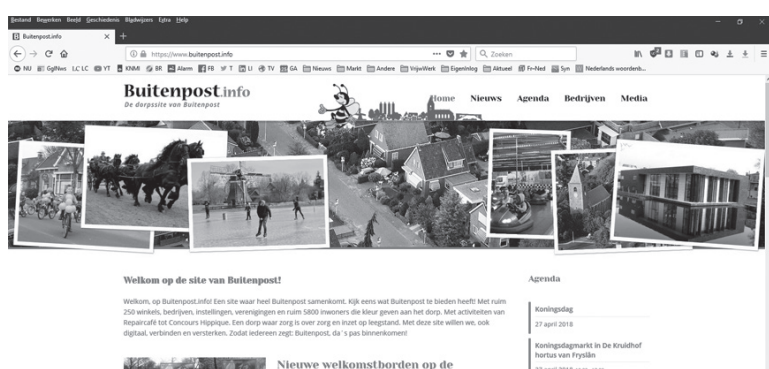 Bestand Bewerken Beeld Geschiedenis Bladwijzers Extra Help
Buitenpost.info
https://www.buitenpost.info
Zoeken
NU GglNws LC LC YT KNMI BR Alarm FB T LI TV GA Nieuws Markt Andere VrijwWerk EigenInlog Aktueel Fr-Ned Syn Nederlands woordenb...
Buitenpost.info
De dorpssite van Buitenpost
Home Nieuws Agenda Bedrijven Media
Welkom op de site van Buitenpost!
Welkom, op Buitenpost.info! Een site waar heel Buitenpost samenkomt. Kijk eens wat Buitenpost te bieden heeft! Met ruim
250 winkels, bedrijven, instellingen, verenigingen en ruim 5800 inwoners die kleur geven aan het dorp. Met activiteiten van
Repaircafé tot Concours Hippique. Een dorp waar zorg is over zorg en inzet op leegstand. Met deze site willen we, ook
digitaal, verbinden en versterken. Zodat iedereen zegt: Buitenpost, da´s pas binnenkomen!
Nieuwe welkomstborden op de
Agenda
Koningsdag
27 april 2018
Koningsdagmarkt in De Kruidhof
hortus van Fryslân